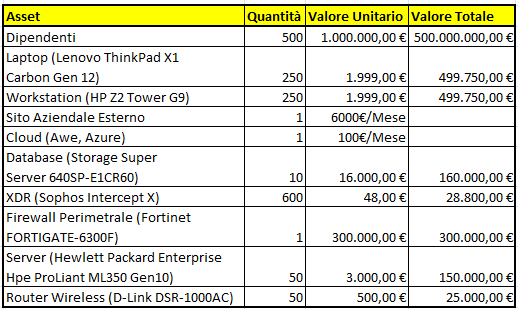 Asset Quantità Valore Unitario Valore Totale
Dipendenti 500 1.000.000,00 € 500.000.000,00 €
Laptop (Lenovo ThinkPad X1
Carbon Gen 12) 250 1.999,00 € 499.750,00 €
Workstation (HP Z2 Tower G9) 250 1.999,00 € 499.750,00 €
Sito Aziendale Esterno 1 6000€/Mese
Cloud (Awe, Azure) 1 100€/Mese
Database (Storage Super
Server 640SP-E1CR60) 10 16.000,00 € 160.000,00 €
XDR (Sophos Intercept X) 600 48,00 € 28.800,00 €
Firewall Perimetrale (Fortinet
FORTIGATE-6300F) 1 300.000,00 € 300.000,00 €
Server (Hewlett Packard Enterprise
Hpe ProLiant ML350 Gen10) 50 3.000,00 € 150.000,00 €
Router Wireless (D-Link DSR-1000AC) 50 500,00 € 25.000,00 €